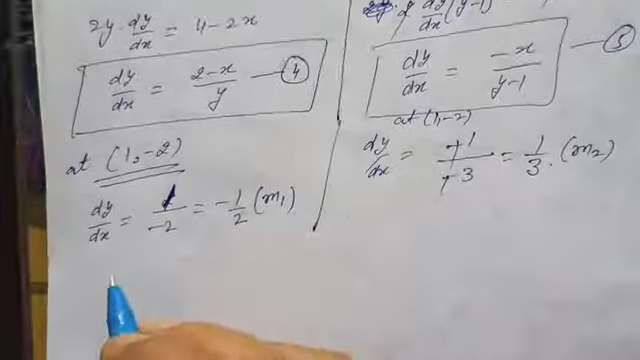 2y · dy/dx = 4 - 2x
dy/dx = 2-x/y — 4
at (1, -2)
dy/dx = 1/-2 = -1/2 (m1)
dy/dx (y-1)
dy/dx = -x/y-1 — 5
at (1, -2)
dy/dx = -1/-3 = 1/3 · (m2)